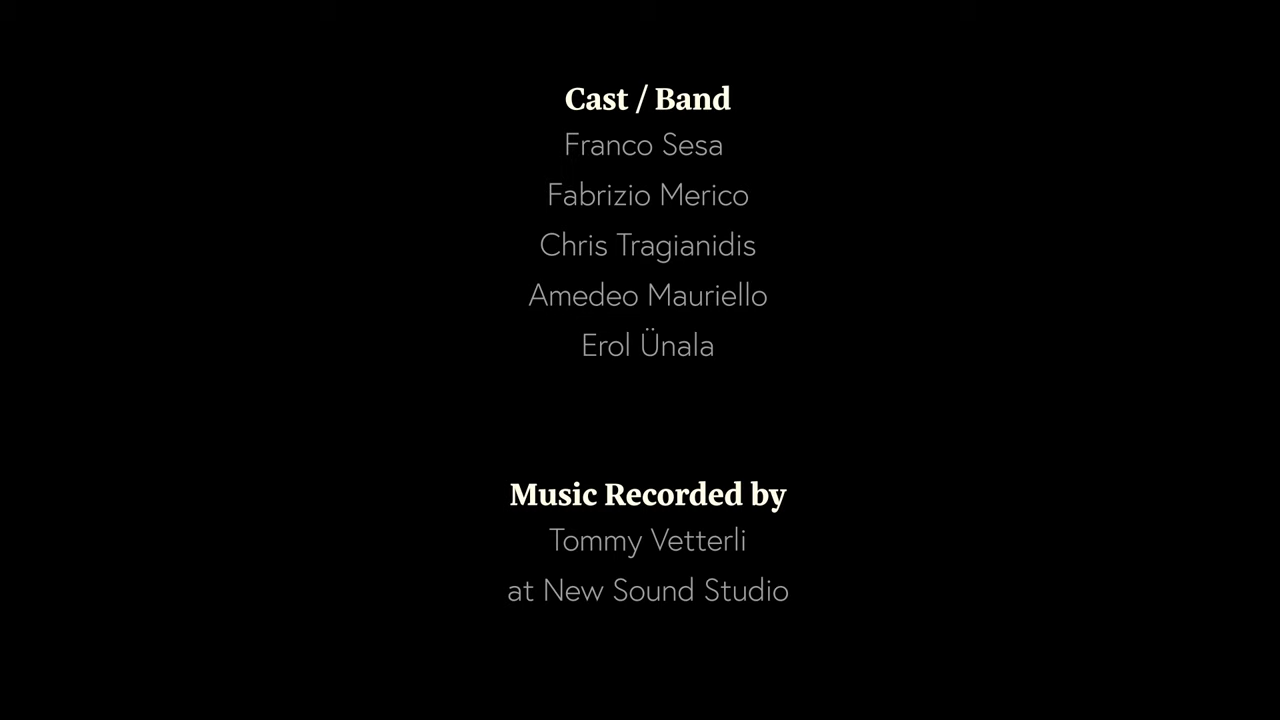 Cast / Band
Franco Sesa
Fabrizio Merico
Chris Tragianidis
Amedeo Mauriello
Erol Ünala
Music Recorded by
Tommy Vetterli
at New Sound Studio